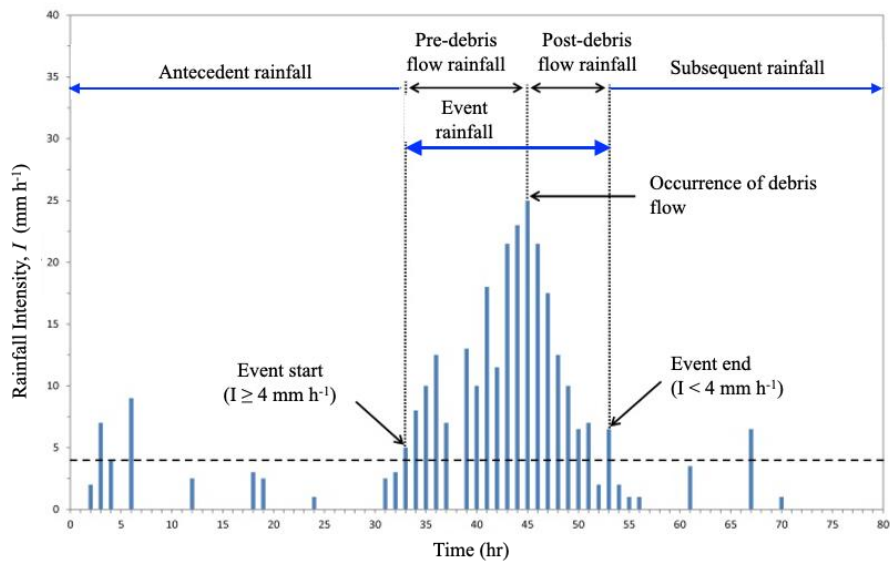 40
35
30
25
20
15
10
5
0
Rainfall Intensity, I (mm h-1)
Antecedent rainfall
Pre-debris
flow rainfall
Post-debris
flow rainfall
Subsequent rainfall
Event
rainfall
Occurrence of debris
flow
Event start
(I ≥ 4 mm h-1)
Event end
(I < 4 mm h-1)
0 5 10 15 20 25 30 35 40 45 50 55 60 65 70 75 80
Time (hr)